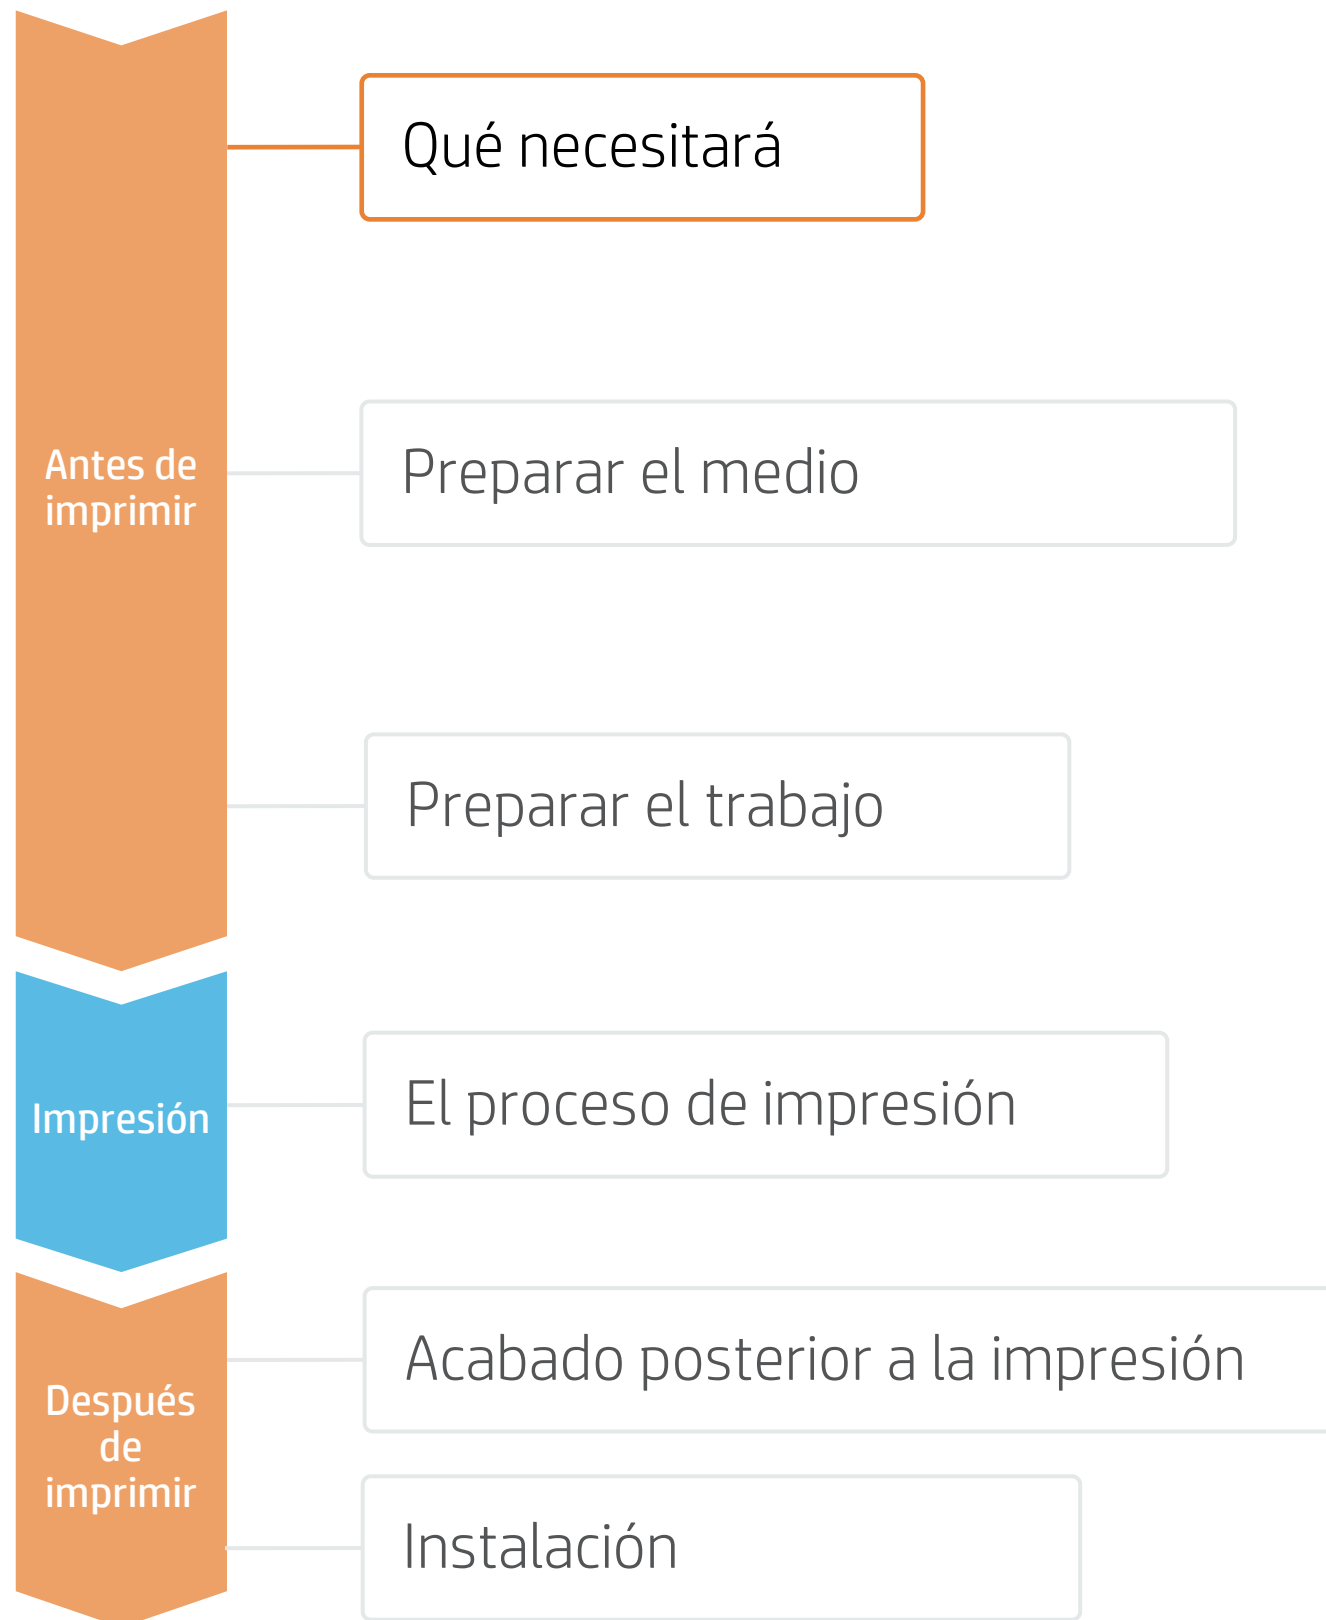 Qué necesitará
Antes de
imprimir
Preparar el medio
Preparar el trabajo
Impresión
El proceso de impresión
Después
de
imprimir
Acabado posterior a la impresión
Instalación